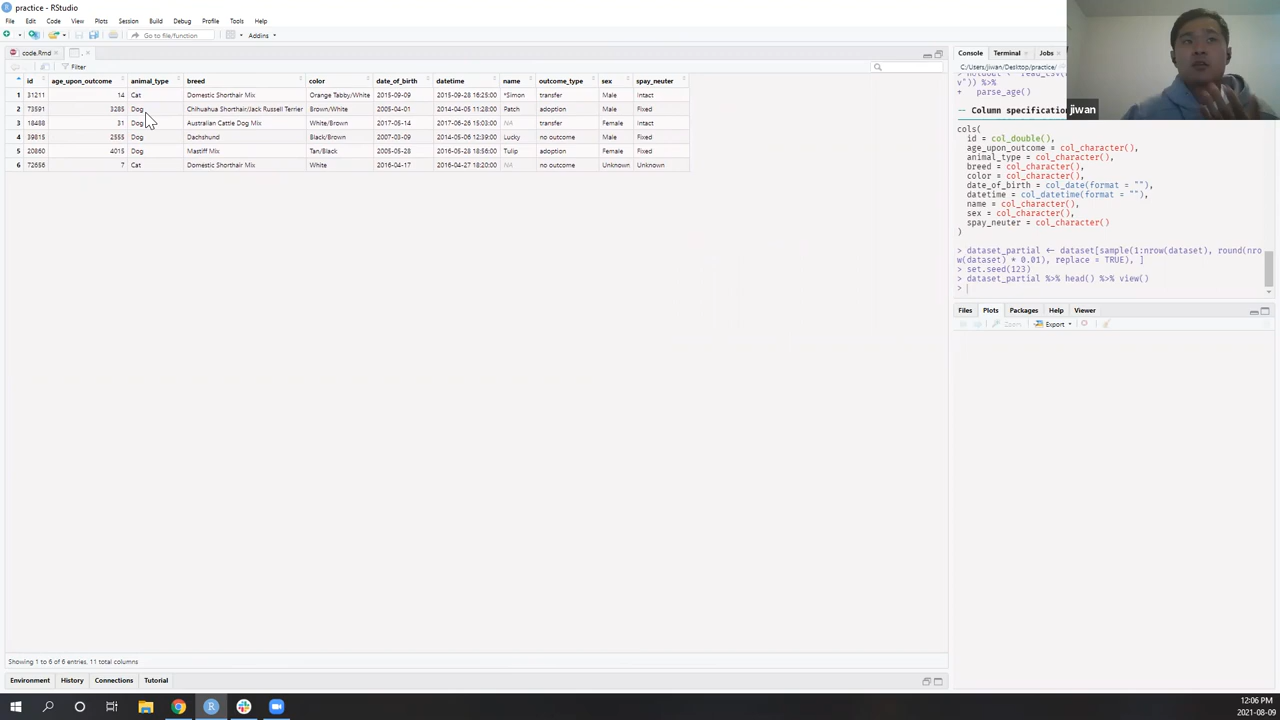 practice - RStudio
File Edit Code View Plots Session Build Debug Profile Tools Help
Go to file/function Addins
code.Rmd
Filter
id age_upon_outcome animal_type breed color date_of_birth datetime name outcome_type sex spay_neuter
1 31211 14 Cat Domestic Shorthair Mix Orange Tabby/White 2015-09-09 2015-09-28 16:25:00 *Simon transfer Male Intact
2 73591 3285 Dog Chihuahua Shorthair/Jack Russell Terrier Brown/White 2005-04-01 2014-04-05 11:28:00 Patch adoption Male Fixed
3 18488 31 Dog Australian Cattle Dog Mix White/Brown 2017-05-14 2017-06-26 15:03:00 NA transfer Female Intact
4 39815 2555 Dog Dachshund Black/Brown 2007-03-09 2014-05-06 12:39:00 Lucky no outcome Male Fixed
5 20860 4015 Dog Mastiff Mix Tan/Black 2005-05-28 2016-05-28 18:56:00 Tulip adoption Female Fixed
6 72656 7 Cat Domestic Shorthair Mix White 2016-04-17 2016-04-27 18:20:00 NA no outcome Unknown Unknown
Showing 1 to 6 of 6 entries, 11 total columns
Environment History Connections Tutorial
Console Terminal Jobs
C:/Users/jiwan/Desktop/practice/
v")) %>%
+ parse_age()
-- Column specification
cols(
id = col_double(),
age_upon_outcome = col_character(),
animal_type = col_character(),
breed = col_character(),
color = col_character(),
date_of_birth = col_date(format = ""),
datetime = col_datetime(format = ""),
name = col_character(),
sex = col_character(),
spay_neuter = col_character()
)
> dataset_partial <- dataset[sample(1:nrow(dataset), round(nro
w(dataset) * 0.01), replace = TRUE), ]
> set.seed(123)
> dataset_partial %>% head() %>% view()
>
Files Plots Packages Help Viewer
Zoom Export
jiwan
12:06 PM
2021-08-09